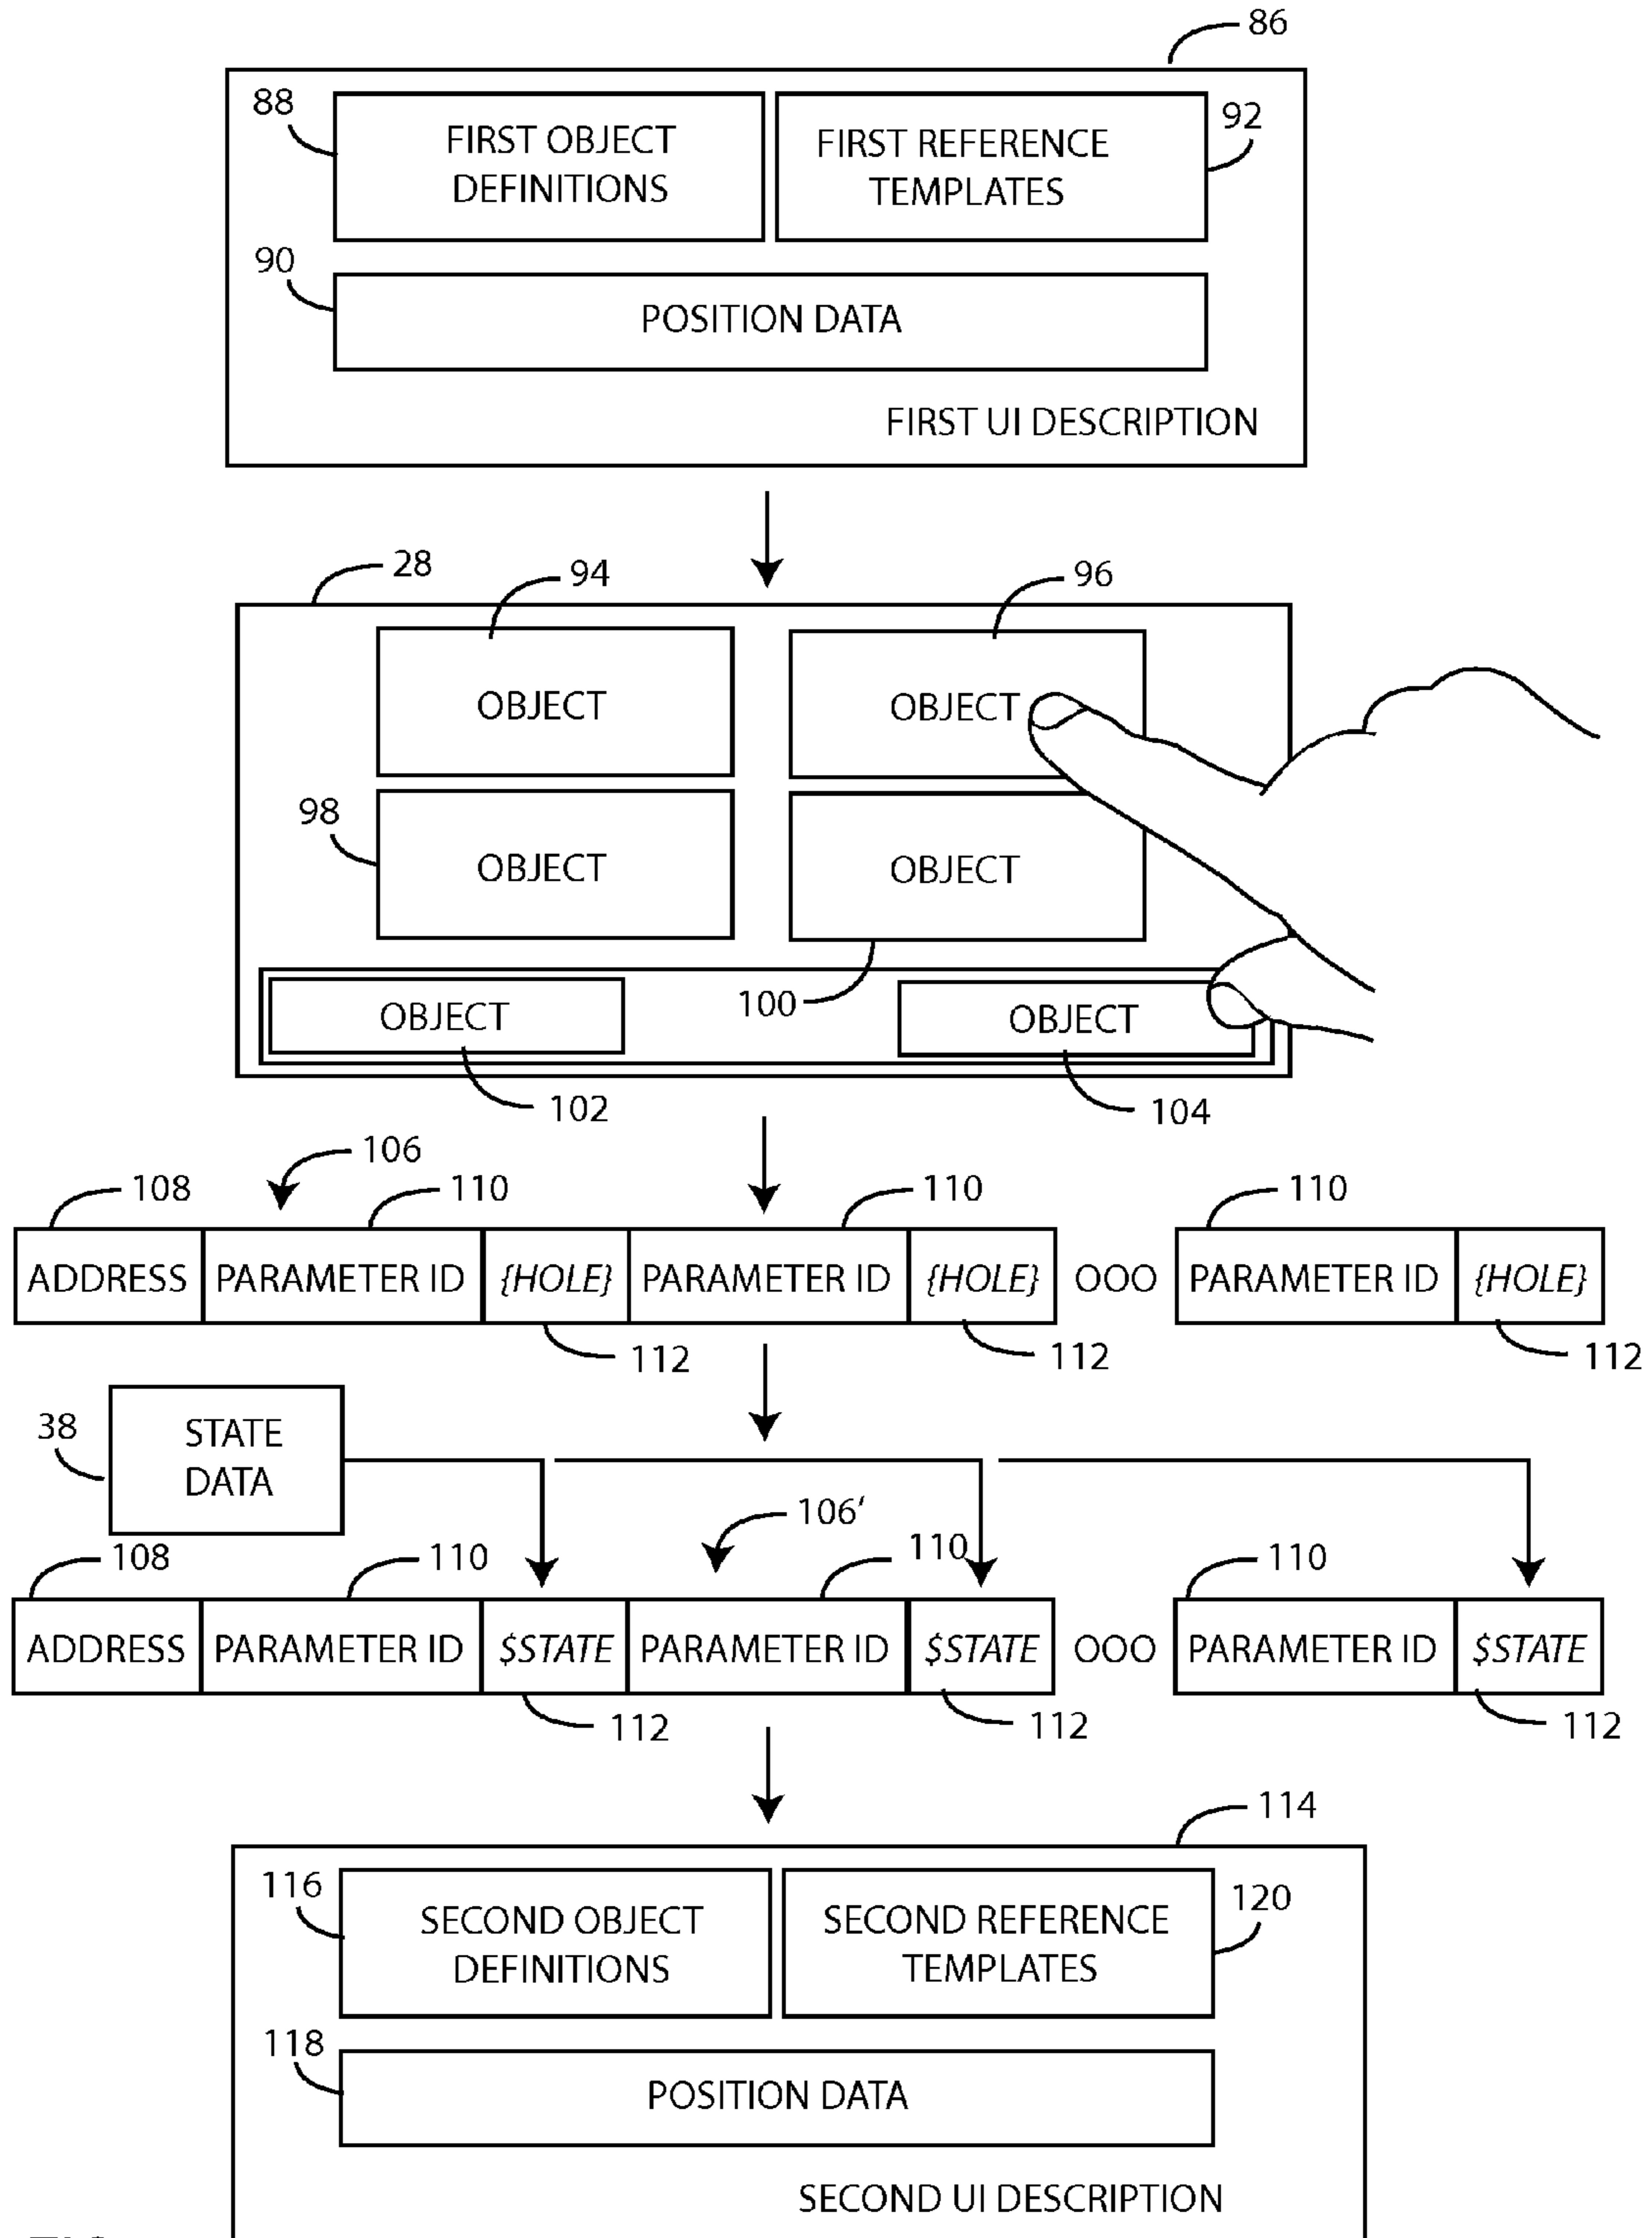 86
88
FIRST OBJECT
DEFINITIONS
FIRST REFERENCE
TEMPLATES
92
90
POSITION DATA
FIRST UI DESCRIPTION
28
94
96
OBJECT
OBJECT
98
OBJECT
OBJECT
100
OBJECT
OBJECT
102
104
106
108
110
110
110
ADDRESS PARAMETER ID {HOLE} PARAMETER ID {HOLE} OOO PARAMETER ID {HOLE}
112
112
112
38
STATE
DATA
106'
108
110
110
110
ADDRESS PARAMETER ID $STATE PARAMETER ID $STATE OOO PARAMETER ID $STATE
112
112
112
114
116
SECOND OBJECT
DEFINITIONS
SECOND REFERENCE
TEMPLATES
120
118
POSITION DATA
SECOND UI DESCRIPTION